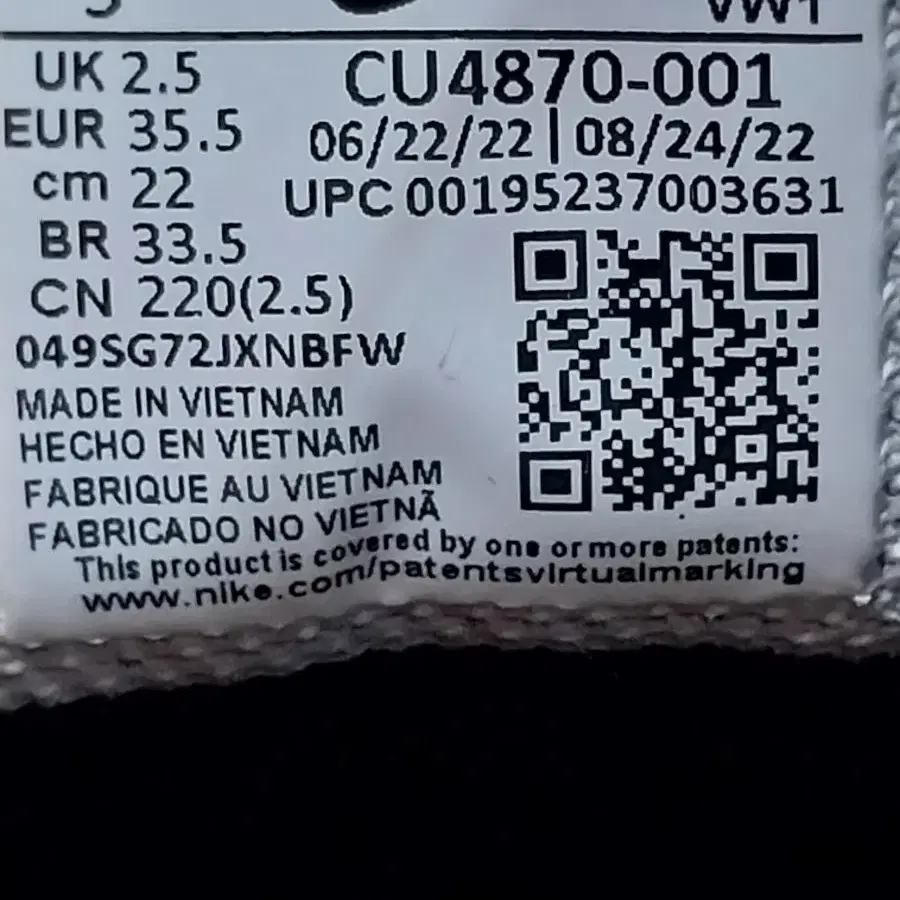 VW1
UK 2.5
EUR 35.5
cm 22
BR 33.5
CN 220(2.5)
CU4870-001
06/22/22 | 08/24/22
UPC 00195237003631
049SG72JXNBFW
MADE IN VIETNAM
HECHO EN VIETNAM
FABRIQUE AU VIETNAM
FABRICADO NO VIETNÃ
This product is covered by one or more patents:
www.nike.com/patentsvirtualmarking